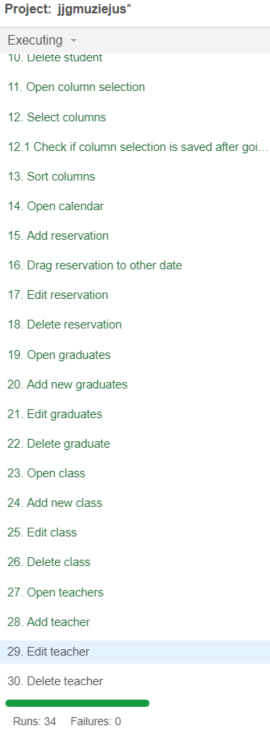 Project: jjgmuziejus*
Executing
10. Delete student
11. Open column selection
12. Select columns
12.1 Check if column selection is saved after goi...
13. Sort columns
14. Open calendar
15. Add reservation
16. Drag reservation to other date
17. Edit reservation
18. Delete reservation
19. Open graduates
20. Add new graduates
21. Edit graduates
22. Delete graduate
23. Open class
24. Add new class
25. Edit class
26. Delete class
27. Open teachers
28. Add teacher
29. Edit teacher
30. Delete teacher
Runs: 34 Failures: 0